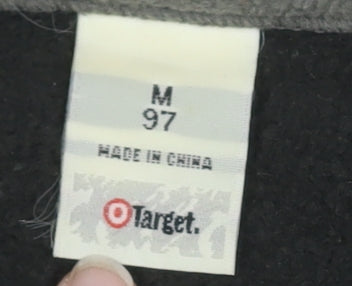 M
97
MADE IN CHINA
Target.